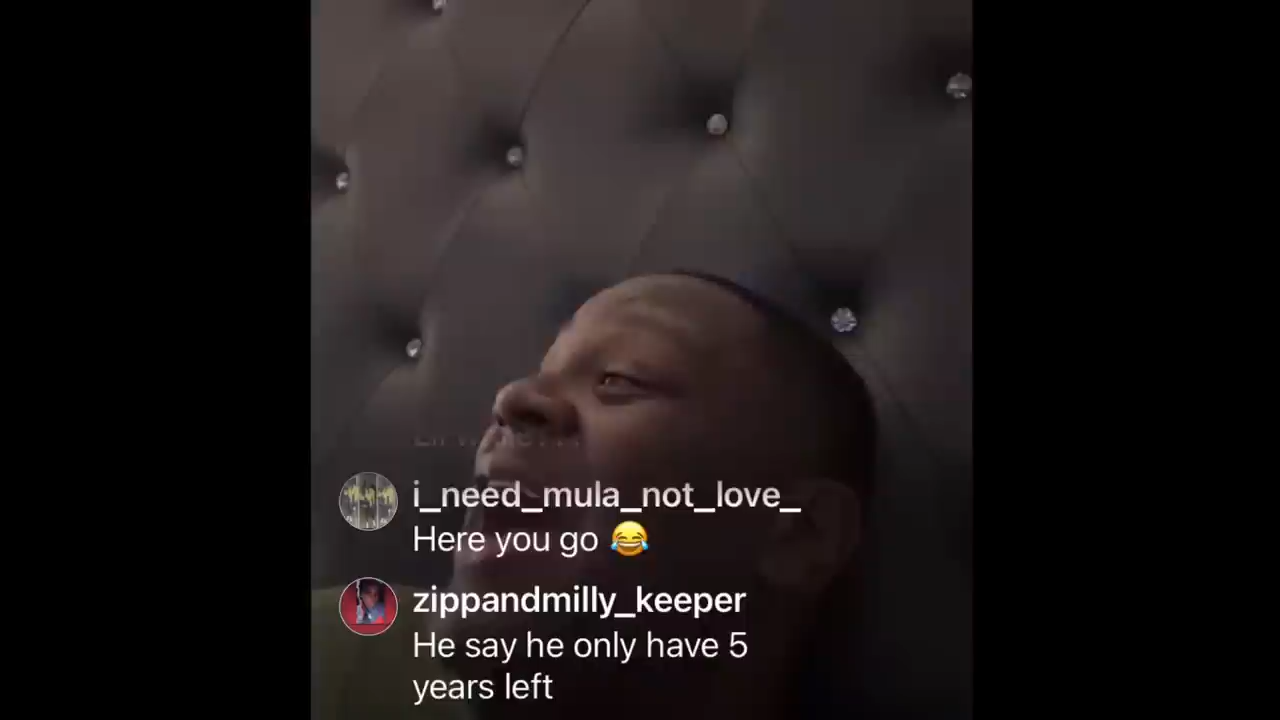 i_need_mula_not_love_
Here you go 😂
zippandmilly_keeper
He say he only have 5
years left